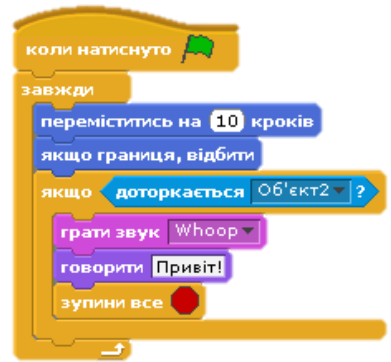 коли натиснуто
завжди
переміститись на 10 кроків
якщо границя, відбити
якщо доторкається Об'єкт2 ?
грати звук Whoop
говорити Привіт!
зупини все